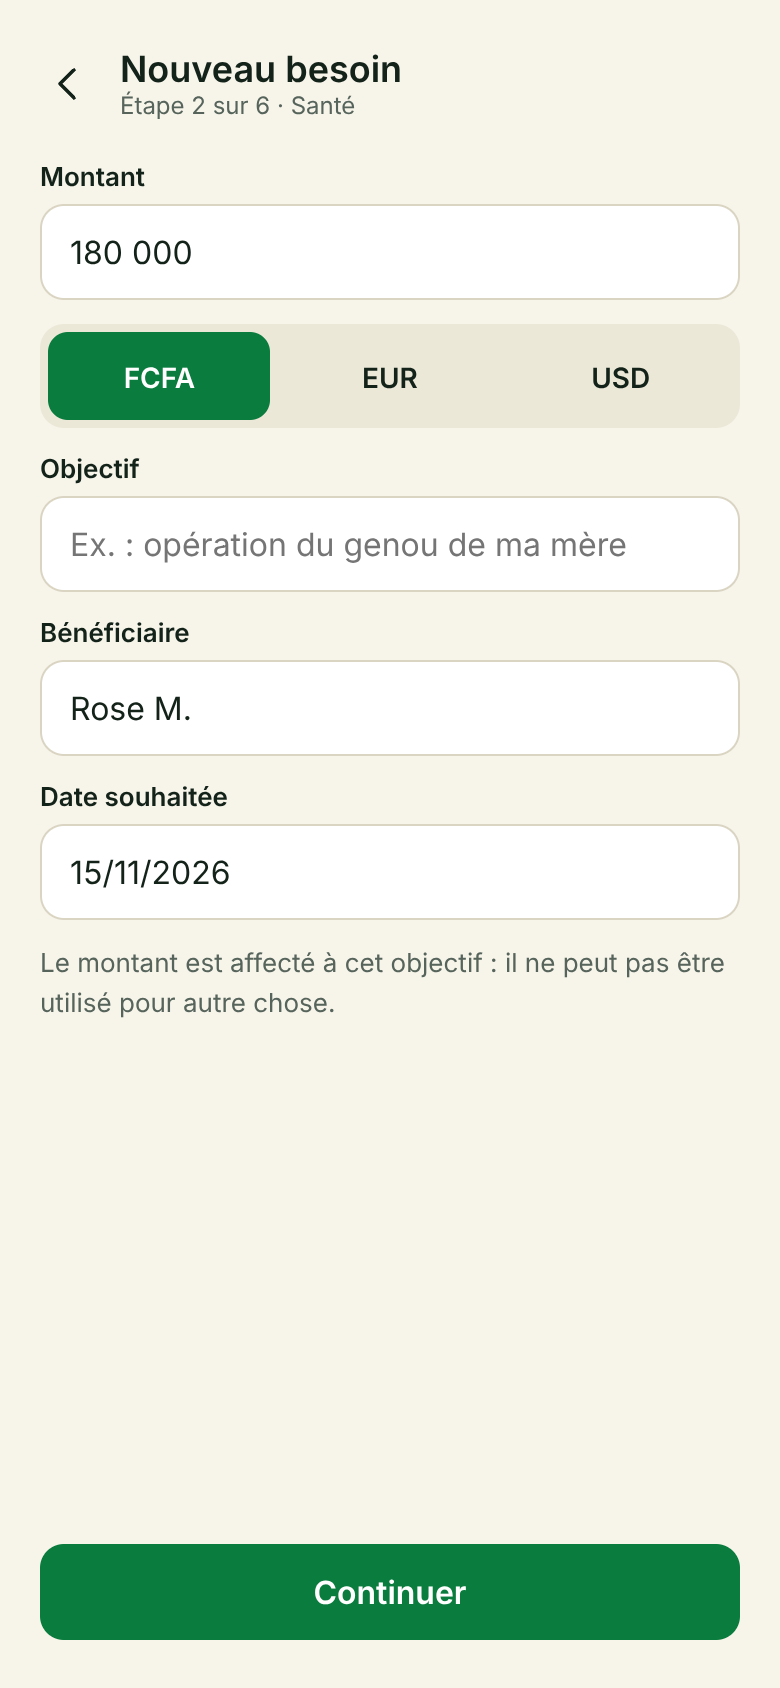 Nouveau besoin
Étape 2 sur 6 · Santé
Montant
180 000
FCFA
EUR
USD
Objectif
Ex. : opération du genou de ma mère
Bénéficiaire
Rose M.
Date souhaitée
15/11/2026
Le montant est affecté à cet objectif : il ne peut pas être
utilisé pour autre chose.
Continuer